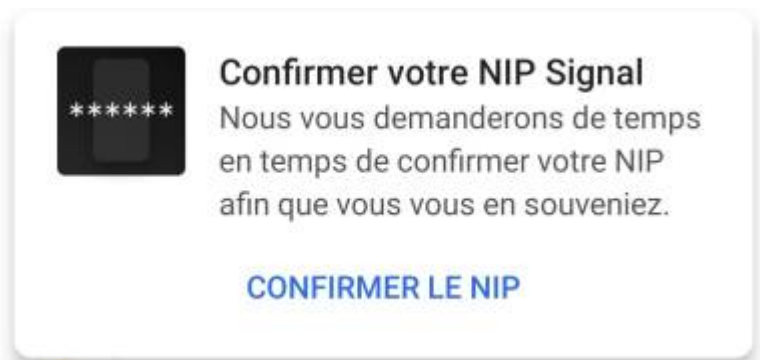 Confirmer votre NIP Signal
******
Nous vous demanderons de temps
en temps de confirmer votre NIP
afin que vous vous en souveniez.
CONFIRMER LE NIP